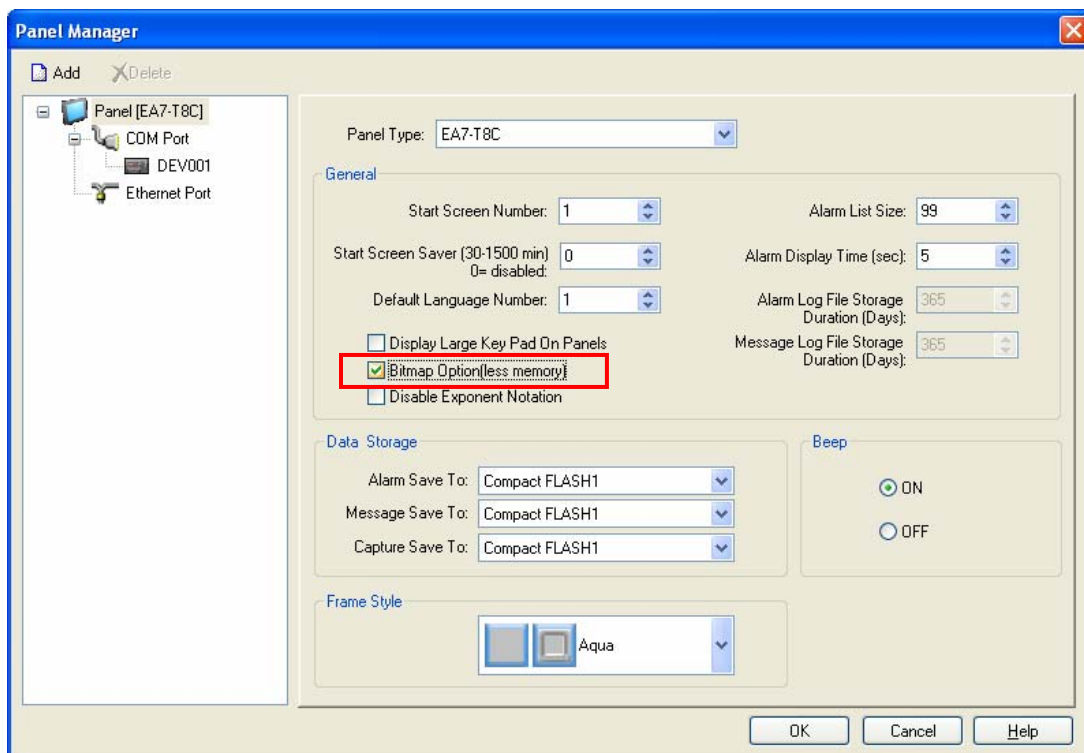 Panel Manager
Add Delete
Panel [EA7-T8C]
COM Port
DEV001
Ethernet Port
Panel Type: EA7-T8C
General
Start Screen Number: 1
Start Screen Saver (30-1500 min)
0= disabled: 0
Default Language Number: 1
Display Large Key Pad On Panels
Bitmap Option(less memory)
Disable Exponent Notation
Alarm List Size: 99
Alarm Display Time (sec): 5
Alarm Log File Storage
Duration (Days): 365
Message Log File Storage
Duration (Days): 365
Data Storage
Alarm Save To: Compact FLASH1
Message Save To: Compact FLASH1
Capture Save To: Compact FLASH1
Beep
ON
OFF
Frame Style
Aqua
OK Cancel Help